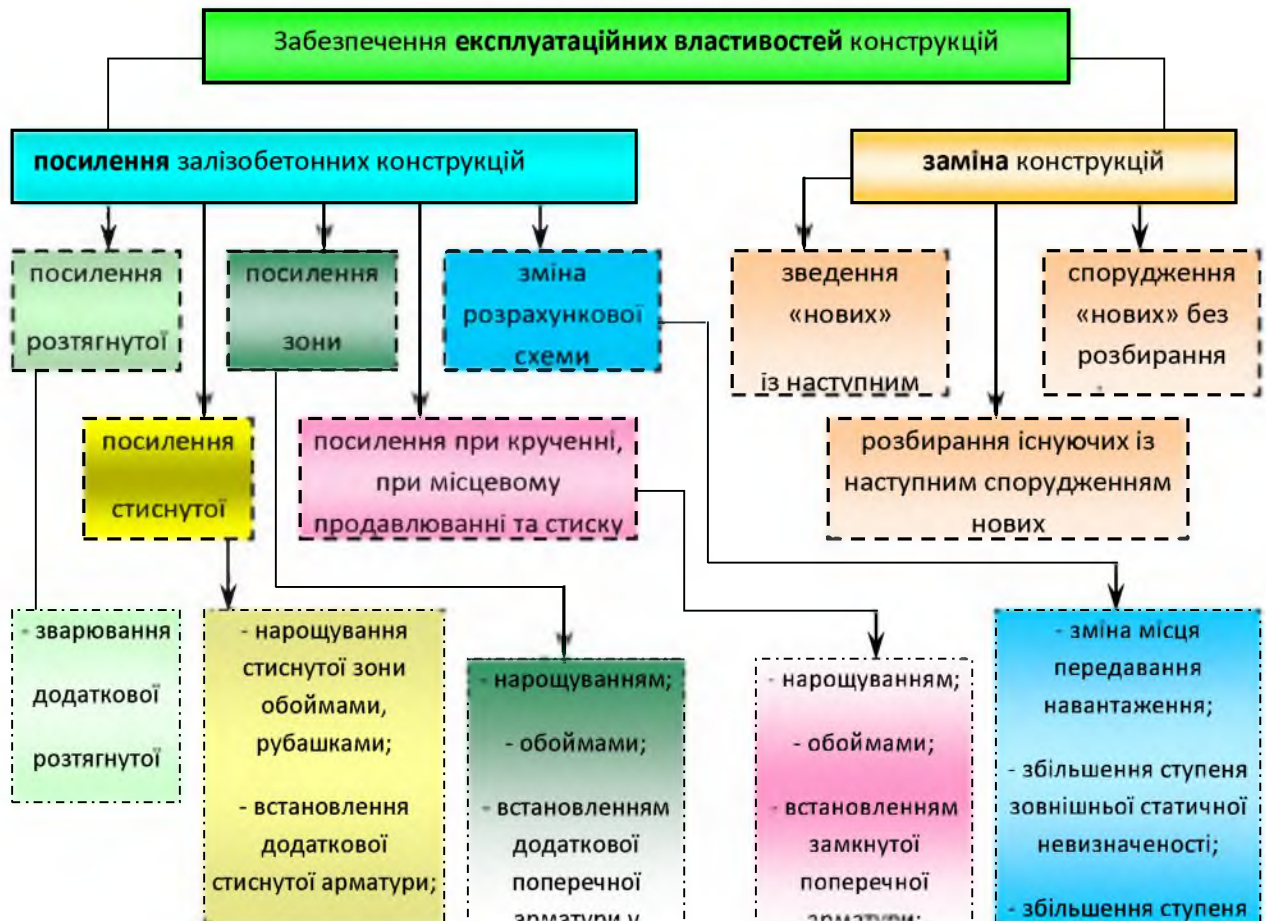 Забезпечення експлуатаційних властивостей конструкцій
посилення залізобетонних конструкцій
заміна конструкцій
посилення
розтягнутої
посилення
зони
зміна
розрахункової
схеми
зведення
«нових»
із наступним
спорудження
«нових» без
розбирання
посилення
стиснутої
посилення при крученні,
при місцевому
продавлюванні та стиску
розбирання існуючих із
наступним спорудженням
нових
- зварювання
додаткової
розтягнутої
- нарощування
стиснутої зони
обоймами,
рубашками;
- встановлення
додаткової
стиснутої арматури;
- нарощуванням;
- обоймами;
- встановленням
додаткової
поперечної
арматури у
- нарощуванням;
- обоймами;
- встановленням
замкнутої
поперечної
арматури;
- зміна місця
передавання
навантаження;
- збільшення ступеня
зовнішньої статичної
невизначеності;
- збільшення ступеня